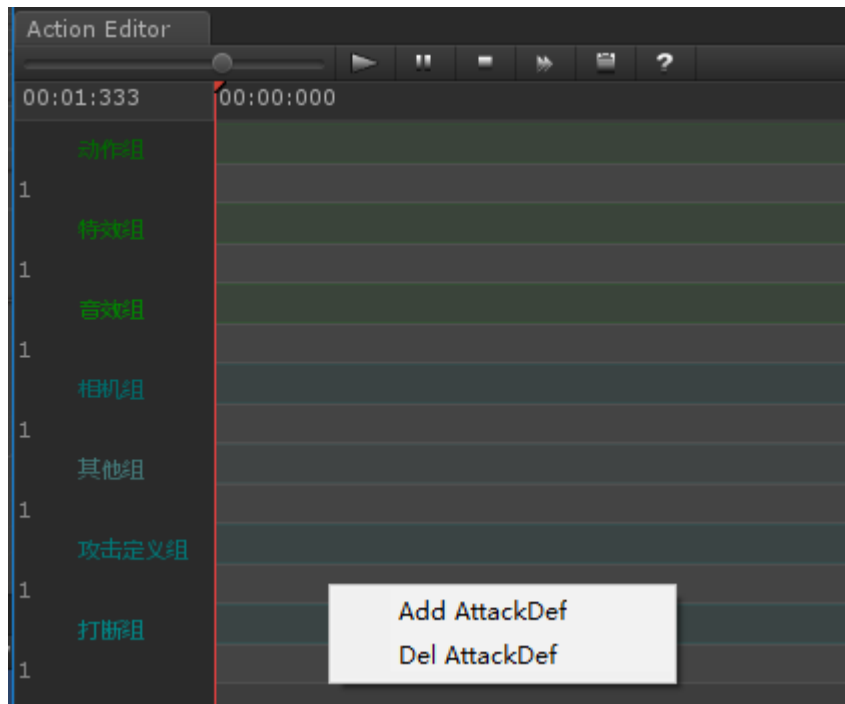 Action Editor
?
00:01:333 00:00:000
动作组
1
特效组
1
音效组
1
相机组
1
其他组
1
攻击定义组
1
Add AttackDef
打断组
Del AttackDef
1